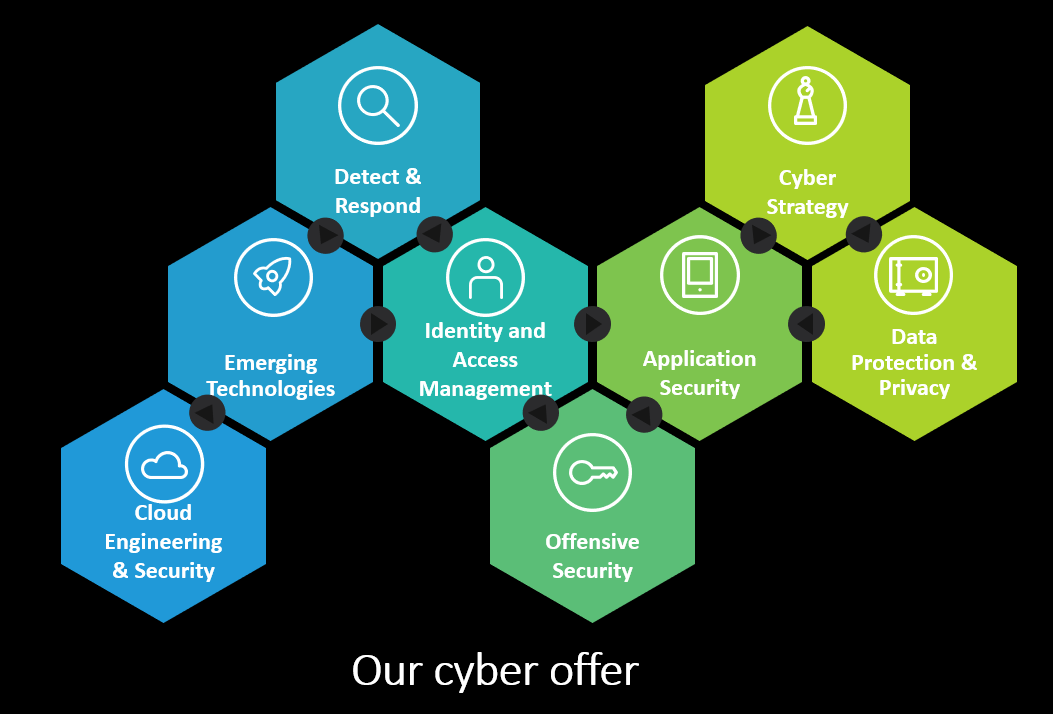 Detect &
Respond
Cyber
Strategy
Emerging
Technologies
Identity and
Access
Management
Application
Security
Data
Protection &
Privacy
Cloud
Engineering
& Security
Offensive
Security
Our cyber offer